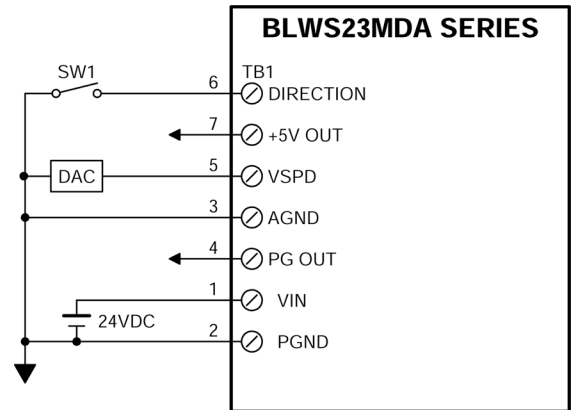 BLWS23MDA SERIES
SW1
TB1
6 DIRECTION
7 +5V OUT
DAC 5 VSPD
3 AGND
4 PG OUT
1 VIN
24VDC
2 PGND